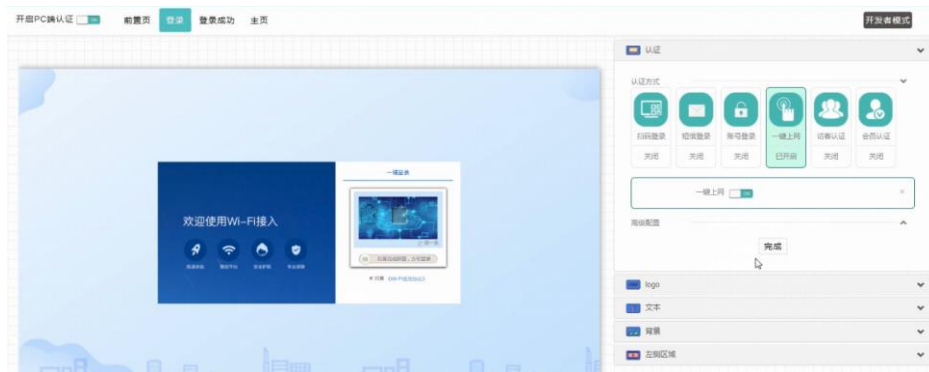 开启PC端认证 ON 前置页 登录 登录成功 主页 开发者模式
认证
认证方式
扫码登录 短信登录 账号登录 一键上网 访客认证 会员认证
关闭 关闭 关闭 已开启 关闭 关闭
一键上网 ON
高级配置
完成
logo
文本
背景
左侧区域
一键登录
欢迎使用Wi-Fi接入